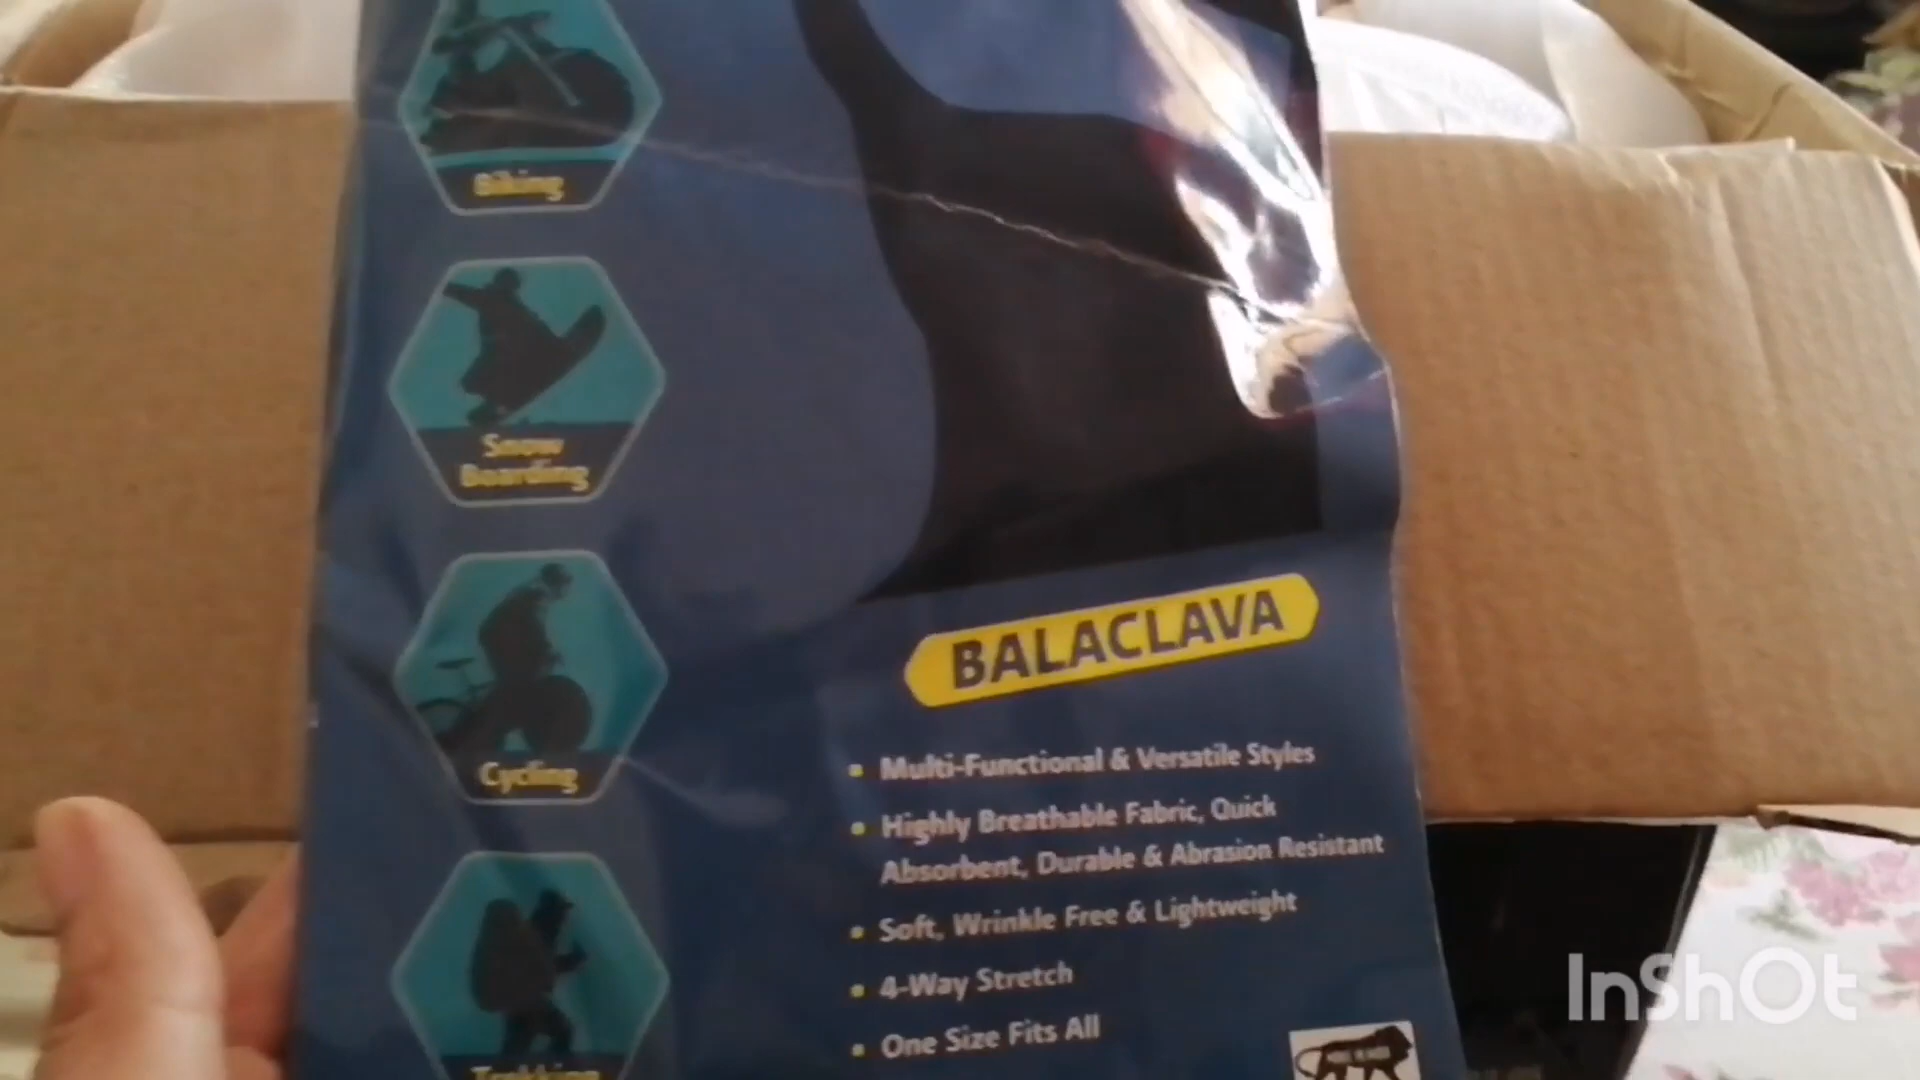 Biking
Snow
Boarding
Cycling
Trekking
BALACLAVA
Multi-Functional & Versatile Styles
Highly Breathable Fabric, Quick
Absorbent, Durable & Abrasion Resistant
Soft, Wrinkle Free & Lightweight
4-Way Stretch
One Size Fits All
InShOt